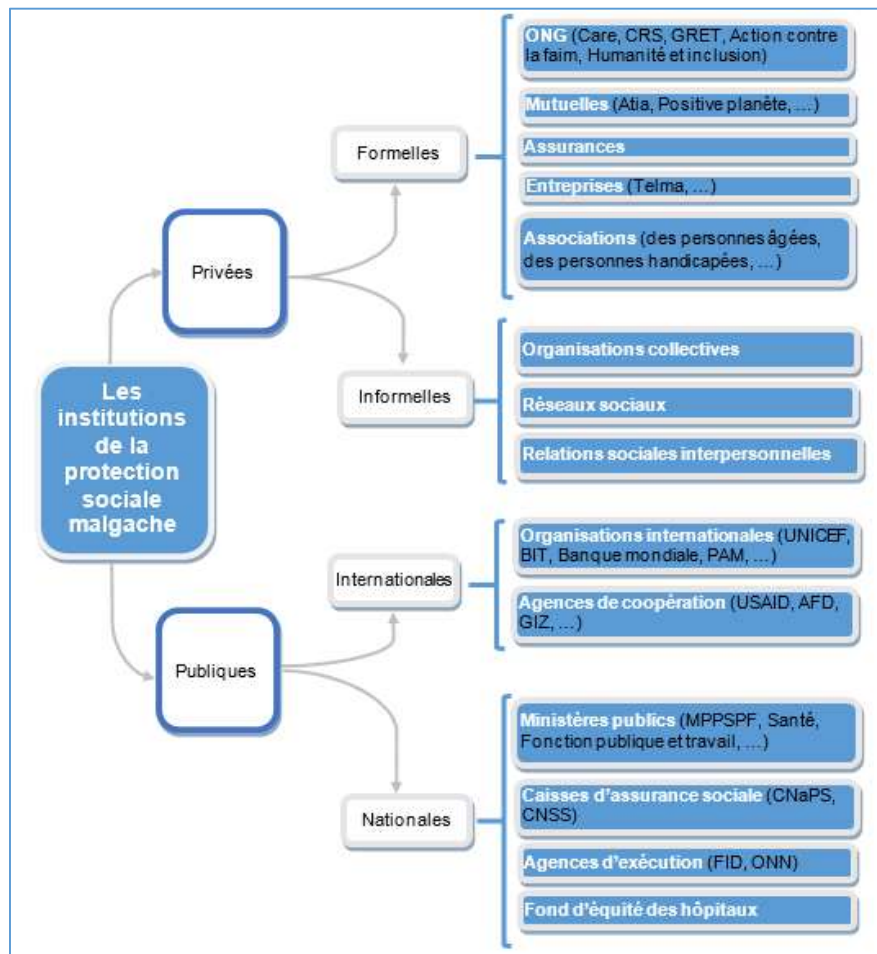 ONG (Care, CRS, GRET, Action contre
la faim, Humanité et inclusion)
Mutuelles (Atia, Positive planète, …)
Formelles
Assurances
Entreprises (Telma, …)
Associations (des personnes âgées,
des personnes handicapées, …)
Privées
Organisations collectives
Informelles
Réseaux sociaux
Relations sociales interpersonnelles
Les
institutions
de la
protection
sociale
malgache
Organisations internationales (UNICEF,
BIT, Banque mondiale, PAM, …)
Internationales
Agences de coopération (USAID, AFD,
GIZ, …)
Publiques
Ministères publics (MPPSPF, Santé,
Fonction publique et travail, …)
Caisses d’assurance sociale (CNaPS,
CNSS)
Nationales
Agences d’exécution (FID, ONN)
Fond d’équité des hôpitaux